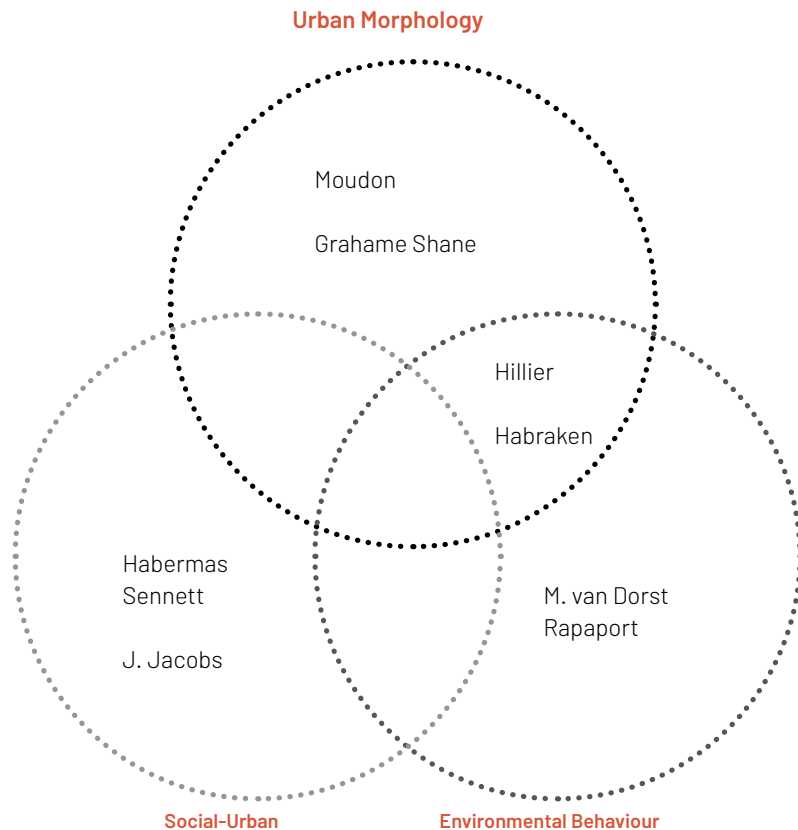 Urban Morphology
Moudon
Grahame Shane
Hillier
Habraken
Habermas
Sennett
J. Jacobs
M. van Dorst
Rapaport
Social-Urban
Environmental Behaviour